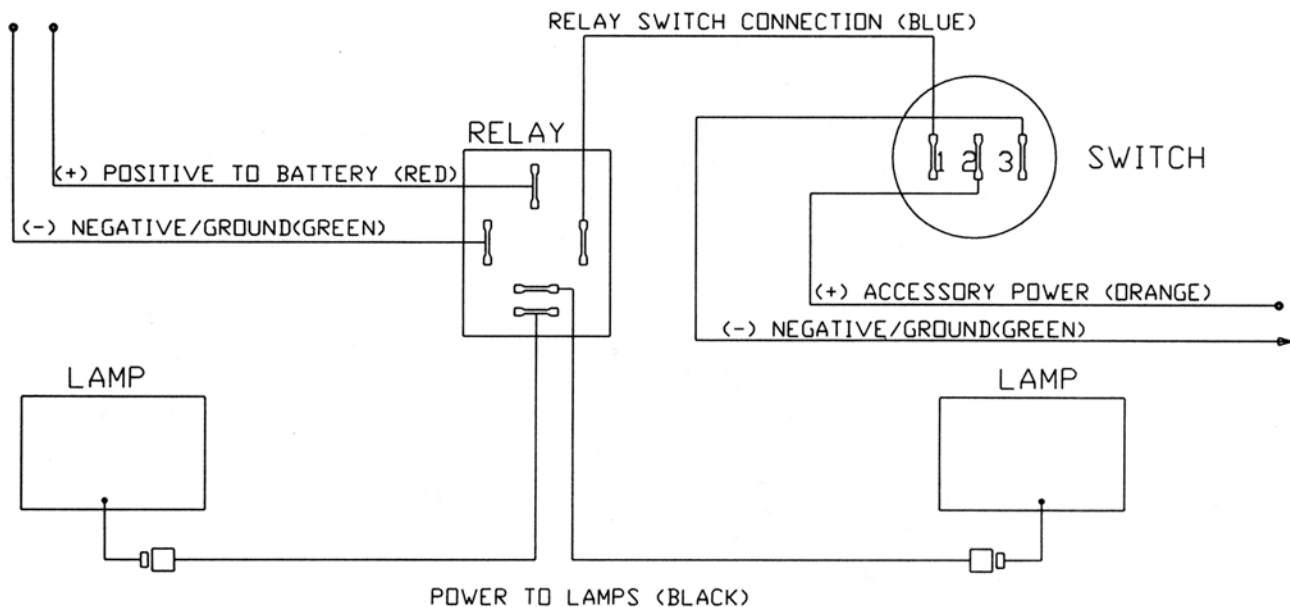 RELAY SWITCH CONNECTION (BLUE)
RELAY
1 2 3
SWITCH
(+) POSITIVE TO BATTERY (RED)
(-) NEGATIVE/GROUND(GREEN)
(+) ACCESSORY POWER (ORANGE)
(-) NEGATIVE/GROUND(GREEN)
LAMP
LAMP
POWER TO LAMPS (BLACK)